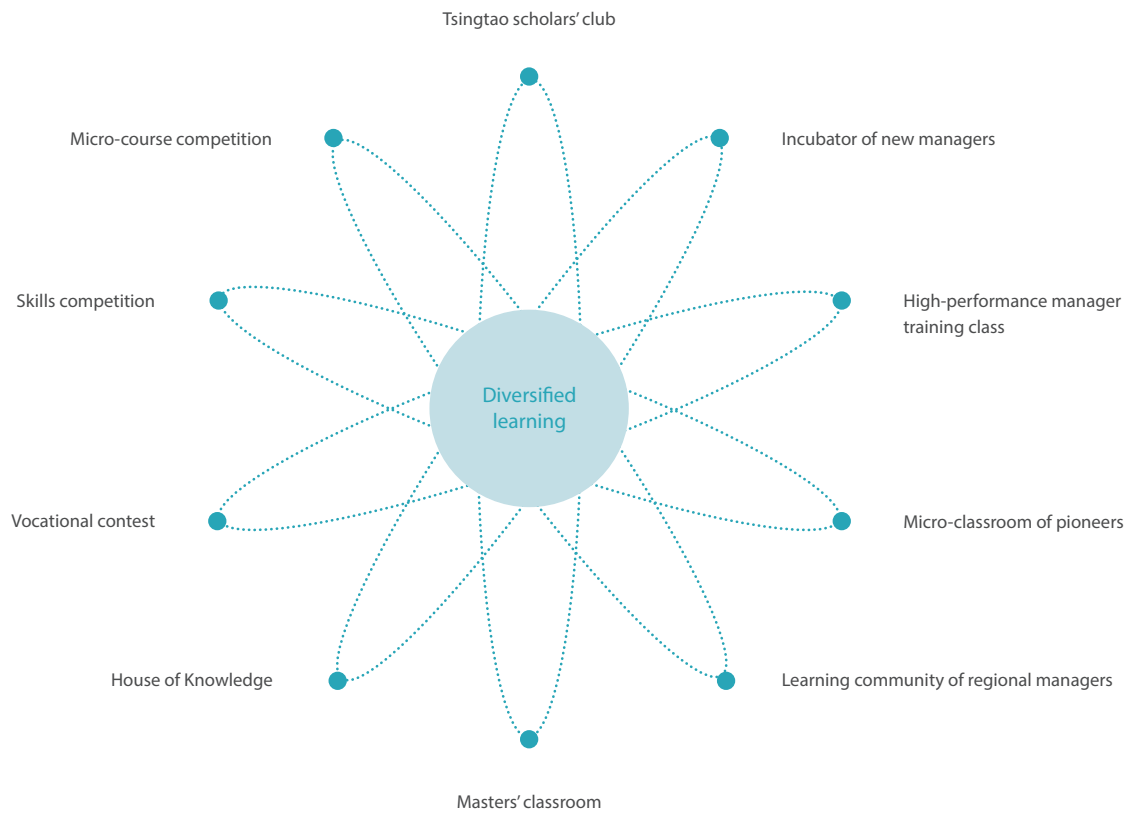 Tsingtao scholars' club
Micro-course competition
Incubator of new managers
Skills competition
High-performance manager
training class
Diversified
learning
Vocational contest
Micro-classroom of pioneers
House of Knowledge
Learning community of regional managers
Masters' classroom